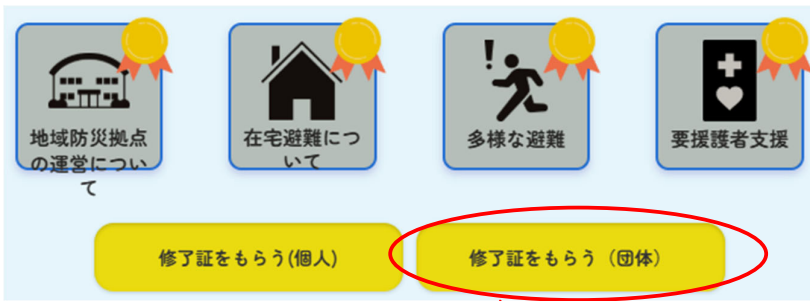 地域防災拠点
の運営につい
て
在宅避難につ
いて
多様な避難
要援護者支援
修了証をもらう(個人)
修了証をもらう（団体）